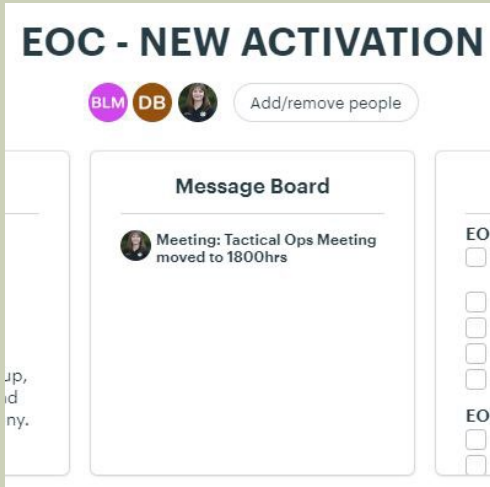 EOC - NEW ACTIVATION
BLM
DB
Add/remove people
Message Board
Meeting: Tactical Ops Meeting
moved to 1800hrs
up,
ny.
EO
EO